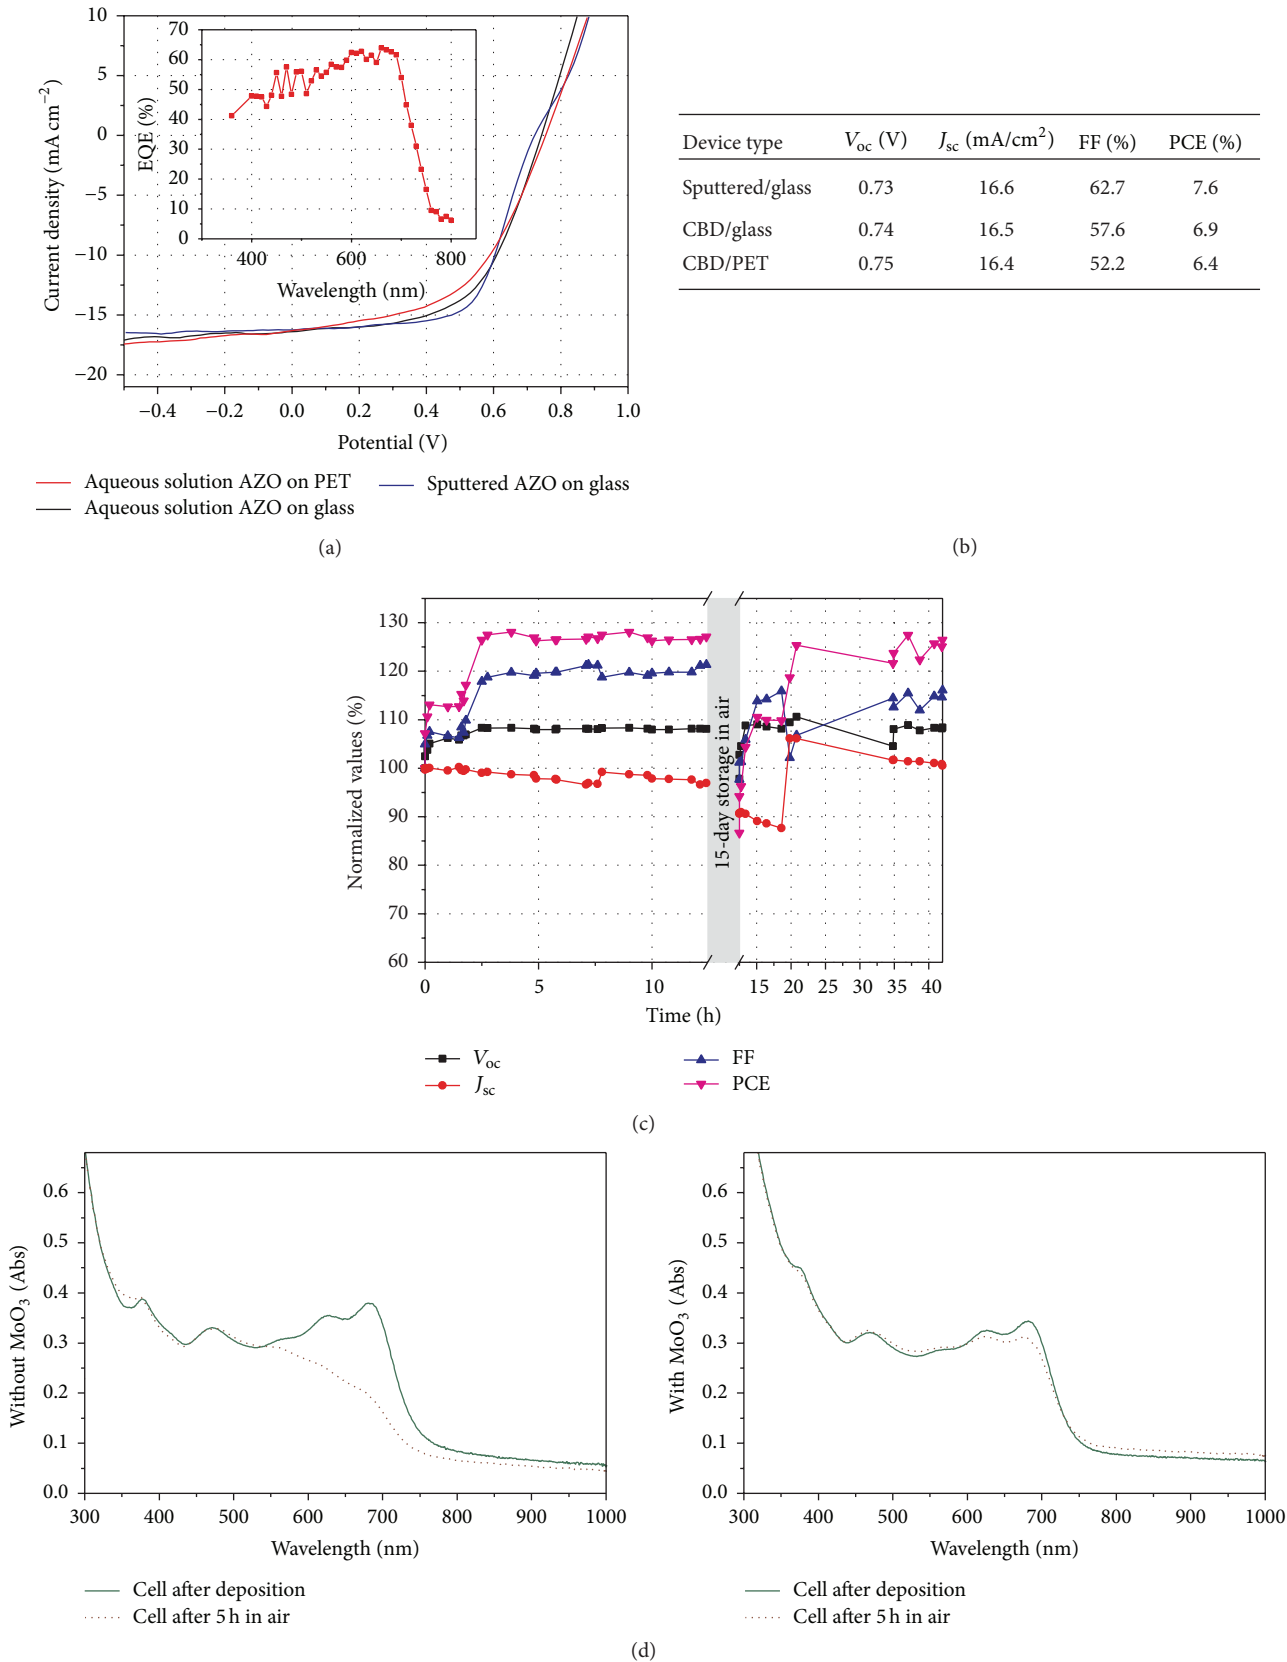 10
5
0
−5
−10
−15
−20
Current density (mA cm−2)
70
60
50
40
30
20
10
0
EQE (%)
400 600 800
Wavelength (nm)
−0.4 −0.2 0.0 0.2 0.4 0.6 0.8 1.0
Potential (V)
Aqueous solution AZO on PET
Sputtered AZO on glass
Aqueous solution AZO on glass
(a)
Device type Voc (V) Jsc (mA/cm2) FF (%) PCE (%)
Sputtered/glass 0.73 16.6 62.7 7.6
CBD/glass 0.74 16.5 57.6 6.9
CBD/PET 0.75 16.4 52.2 6.4
(b)
130
120
110
100
90
80
70
60
Normalized values (%)
15-day storage in air
0 5 10 15 20 25 30 35 40
Time (h)
Voc FF
Jsc PCE
(c)
0.6
0.5
0.4
0.3
0.2
0.1
0.0
Without MoO3 (Abs)
300 400 500 600 700 800 900 1000
Wavelength (nm)
Cell after deposition
Cell after 5 h in air
0.6
0.5
0.4
0.3
0.2
0.1
0.0
With MoO3 (Abs)
300 400 500 600 700 800 900 1000
Wavelength (nm)
Cell after deposition
Cell after 5 h in air
(d)